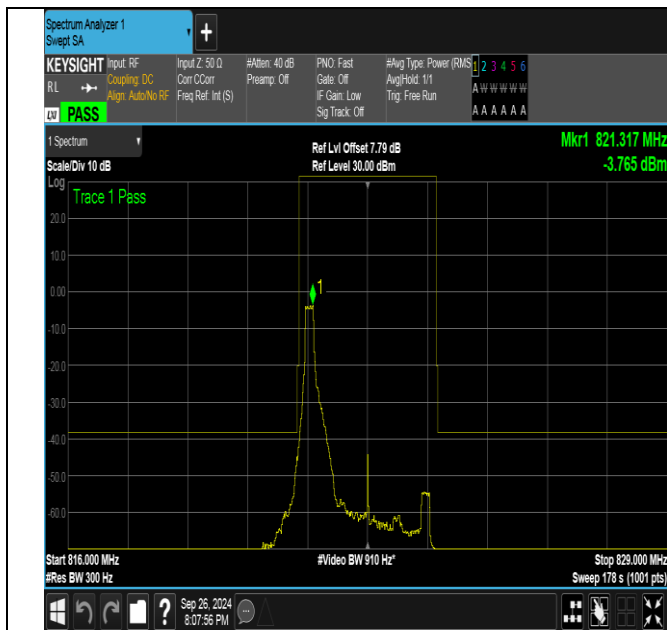 Spectrum Analyzer 1
Swept SA
+
KEYSIGHT Input: RF Input Z: 50 Ω #Atten: 40 dB PNO: Fast #Avg Type: Power (RMS 1 2 3 4 5 6
RL Coupling: DC Corr CCorr Preamp: Off Gate: Off Avg|Hold: 1/1 A W W W W W
Align: Auto/No RF Freq Ref: Int (S) IF Gain: Low Trig: Free Run
LXI PASS Sig Track: Off A A A A A A
1 Spectrum Ref Lvl Offset 7.79 dB Mkr1 821.317 MHz
Scale/Div 10 dB Ref Level 30.00 dBm -3.765 dBm
Log
Trace 1 Pass
20.0
10.0
1
0.00
-10.0
-20.0
-30.0
-40.0
-50.0
-60.0
Start 816.000 MHz #Video BW 910 Hz* Stop 829.000 MHz
#Res BW 300 Hz Sweep 178 s (1001 pts)
? Sep 26, 2024
8:07:56 PM